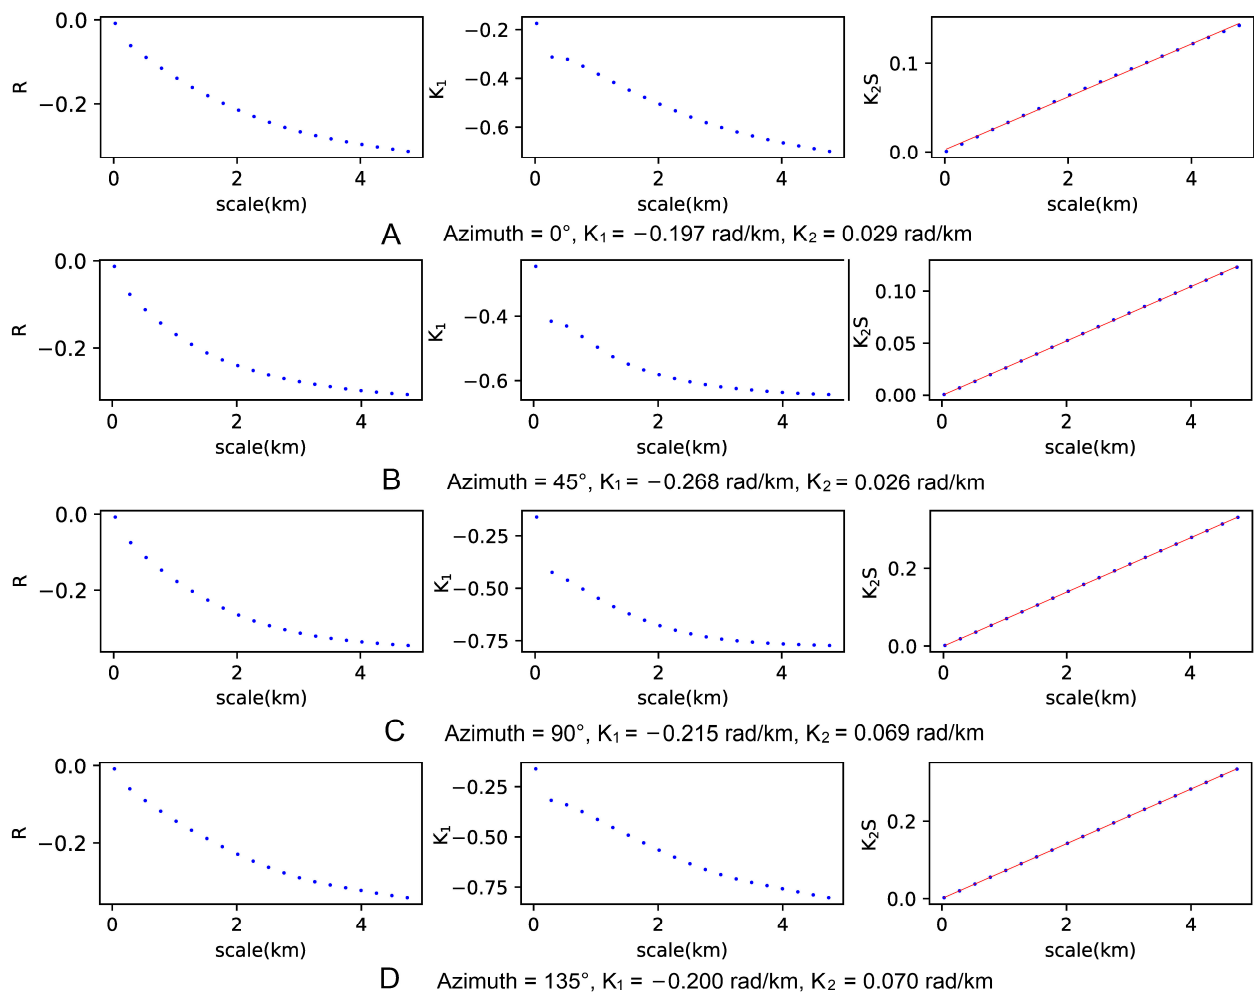 0.0
−0.2
R
0 2 4
scale(km)
−0.2
−0.4
−0.6
K₁
0 2 4
scale(km)
0.1
0.0
K₂S
0 2 4
scale(km)
A Azimuth = 0°, K₁ = −0.197 rad/km, K₂ = 0.029 rad/km
0.0
−0.2
R
0 2 4
scale(km)
−0.4
−0.6
K₁
0 2 4
scale(km)
0.10
0.05
0.00
K₂S
0 2 4
scale(km)
B Azimuth = 45°, K₁ = −0.268 rad/km, K₂ = 0.026 rad/km
0.0
−0.2
R
0 2 4
scale(km)
−0.25
−0.50
−0.75
K₁
0 2 4
scale(km)
0.2
0.0
K₂S
0 2 4
scale(km)
C Azimuth = 90°, K₁ = −0.215 rad/km, K₂ = 0.069 rad/km
0.0
−0.2
R
0 2 4
scale(km)
−0.25
−0.50
−0.75
K₁
0 2 4
scale(km)
0.2
0.0
K₂S
0 2 4
scale(km)
D Azimuth = 135°, K₁ = −0.200 rad/km, K₂ = 0.070 rad/km